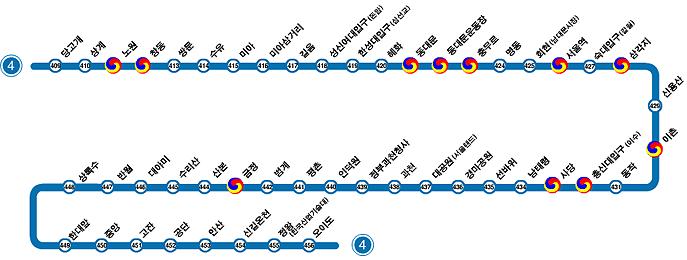 4
당고개
상계
노원
창동
쌍문
수유
미아
미아삼거리
길음
성신여대입구(돈암)
한성대입구(삼선교)
혜화
동대문
동대문운동장
충무로
명동
회현(남대문시장)
서울역
숙대입구(갈월)
삼각지
409 410 413 414 415 416 417 418 419 420 424 425 427
신용산
429
이촌
상록수
반월
대야미
수리산
산본
금정
범계
평촌
인덕원
정부과천청사
과천
대공원(서울랜드)
경마공원
선바위
남태령
사당
총신대입구(이수)
동작
448 447 446 445 444 442 441 440 439 438 437 436 435 434 431
한대앞
중앙
고잔
공단
안산
신길온천
정왕
(한국산업기술대)
오이도
449 450 451 452 453 454 455 456
4